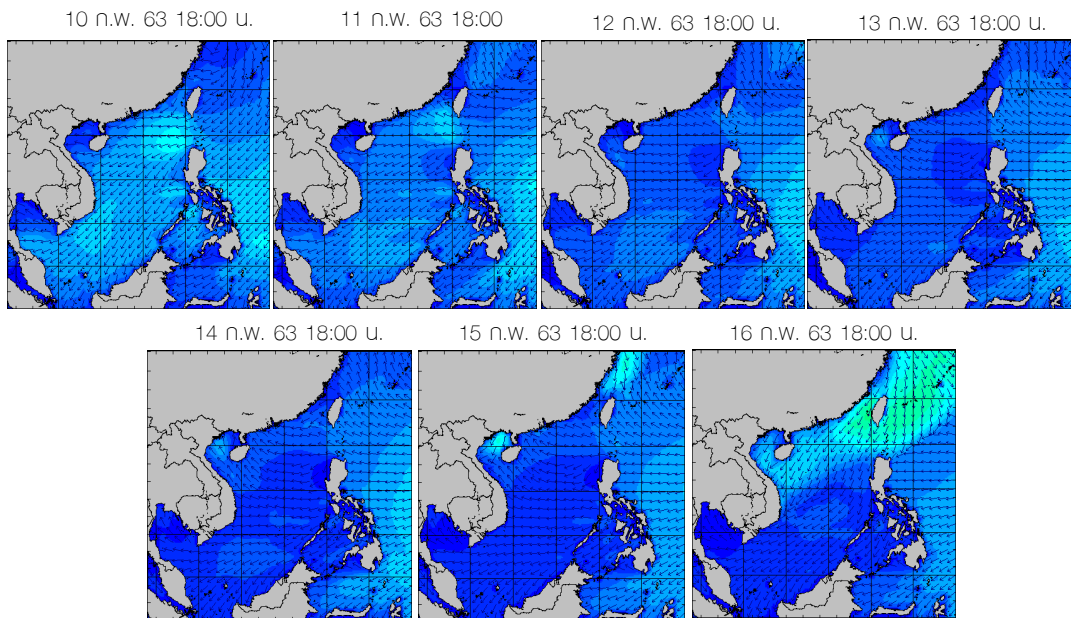 10 ก.พ. 63 18:00 น.
11 ก.พ. 63 18:00
12 ก.พ. 63 18:00 น.
13 ก.พ. 63 18:00 น.
14 ก.พ. 63 18:00 น.
15 ก.พ. 63 18:00 น.
16 ก.พ. 63 18:00 น.